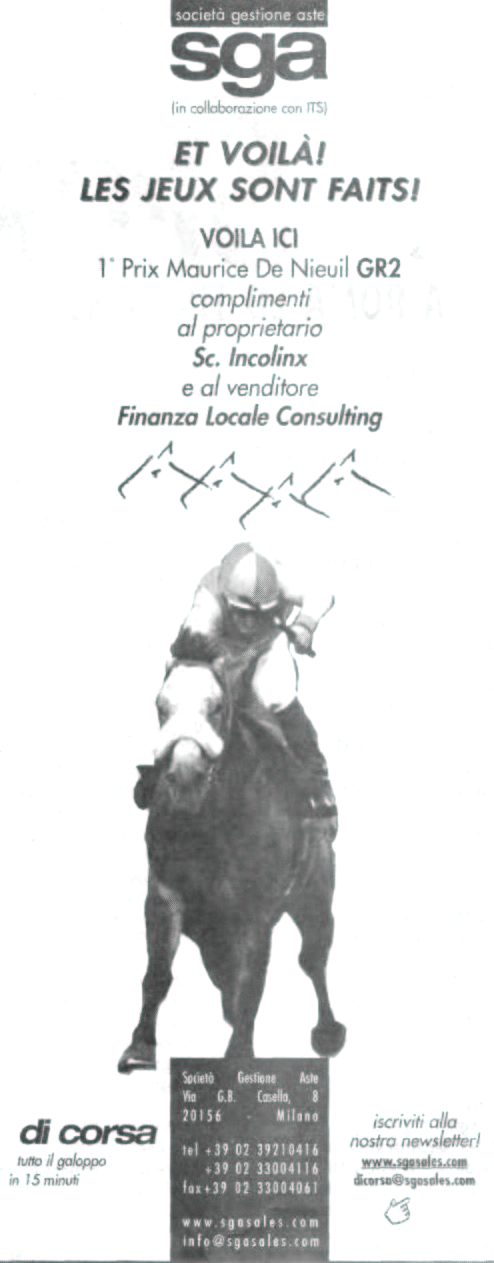 società gestione aste
sga
(in collaborazione con ITS)
ET VOILÀ!
LES JEUX SONT FAITS!
VOILA ICI
1° Prix Maurice De Nieuil GR2
complimenti
al proprietario
Sc. Incolinx
e al venditore
Finanza Locale Consulting
di corsa
tutto il galoppo
in 15 minuti
Società Gestione Aste
Via G.B. Casella, 8
20156 - Milano
tel +39 02 39210416
+39 02 33004116
fax +39 02 33004061
www.sgasales.com
info@sgasales.com
iscriviti alla
nostra newsletter!
www.sgasales.com
dicorsa@sgasales.com